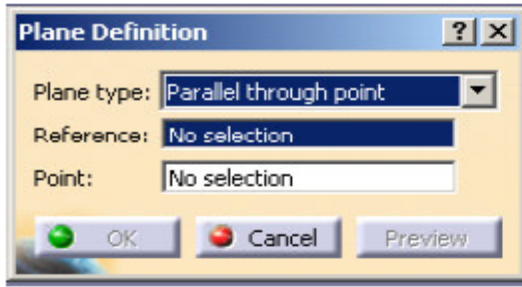 Plane Definition ? X
Plane type: Parallel through point
Reference: No selection
Point: No selection
OK Cancel Preview